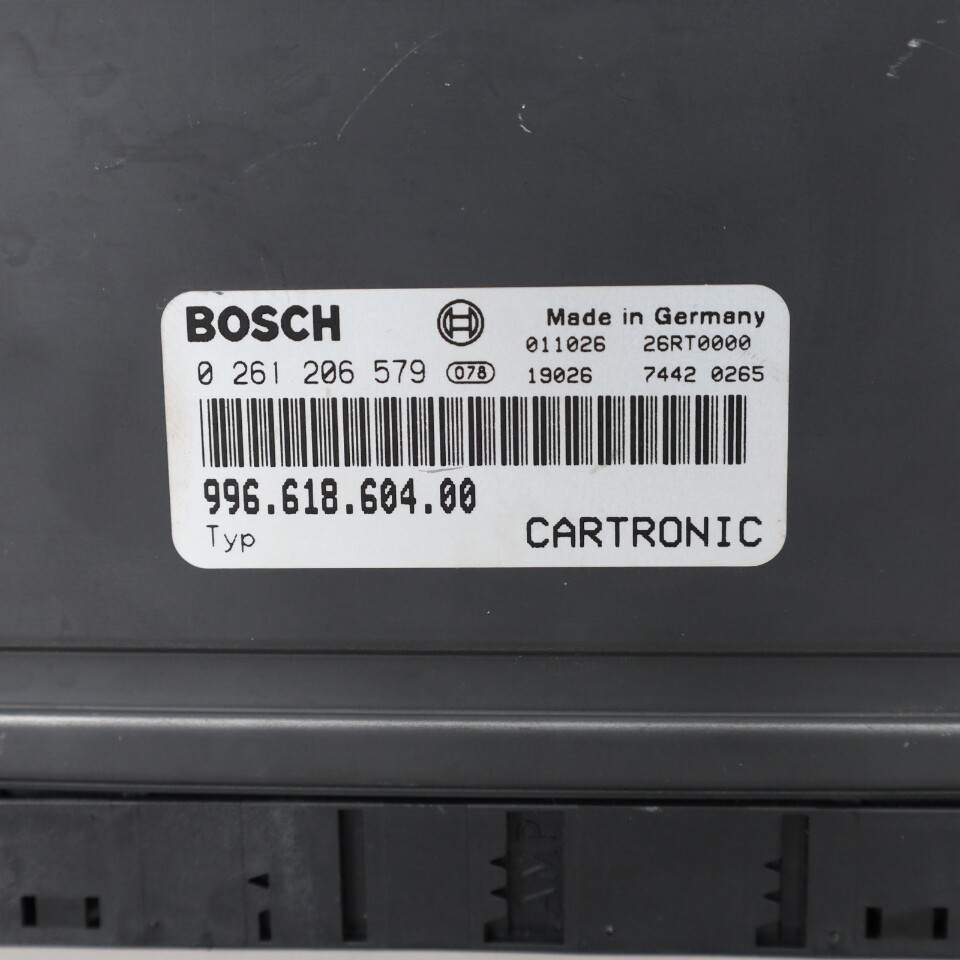 BOSCH
Made in Germany
011026 26RT0000
0 261 206 579 078 19026 7442 0265
996.618.604.00
Typ CARTRONIC
AMP